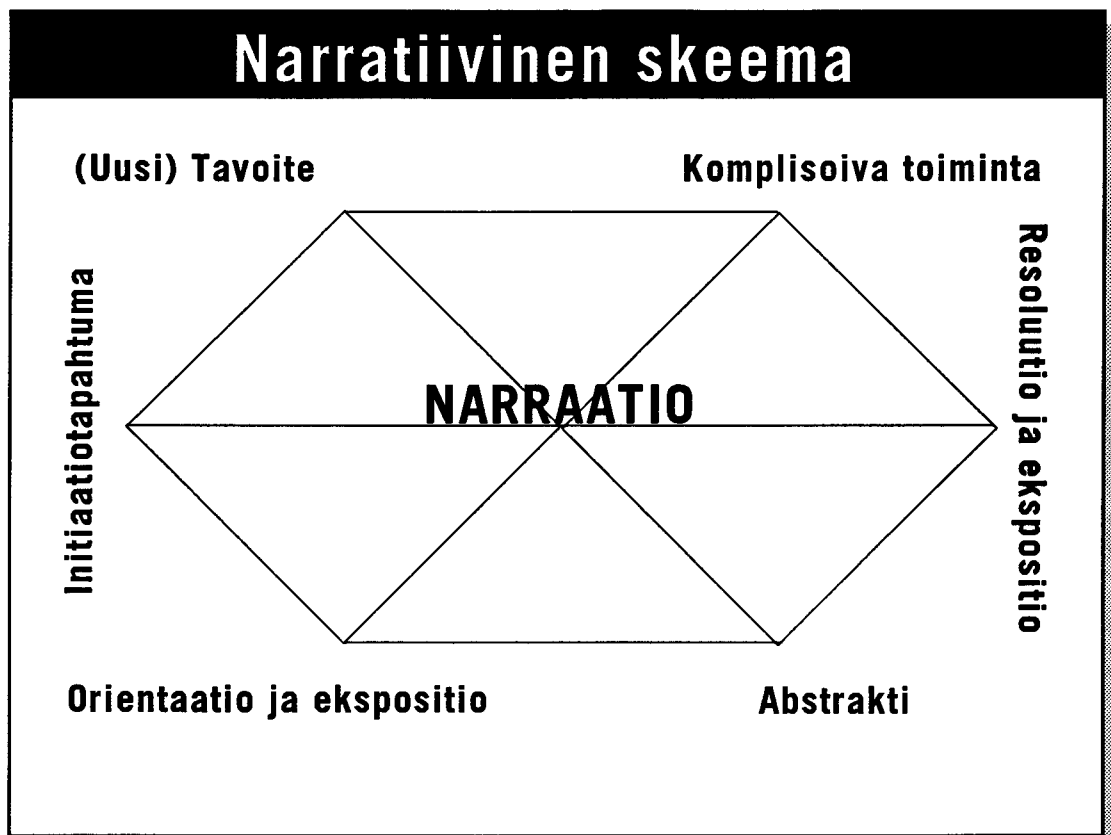 Narratiivinen skeema
(Uusi) Tavoite
Komplisoiva toiminta
Initiaatiotapahtuma
NARRAATIO
Resoluutio ja ekspositio
Orientaatio ja ekspositio
Abstrakti